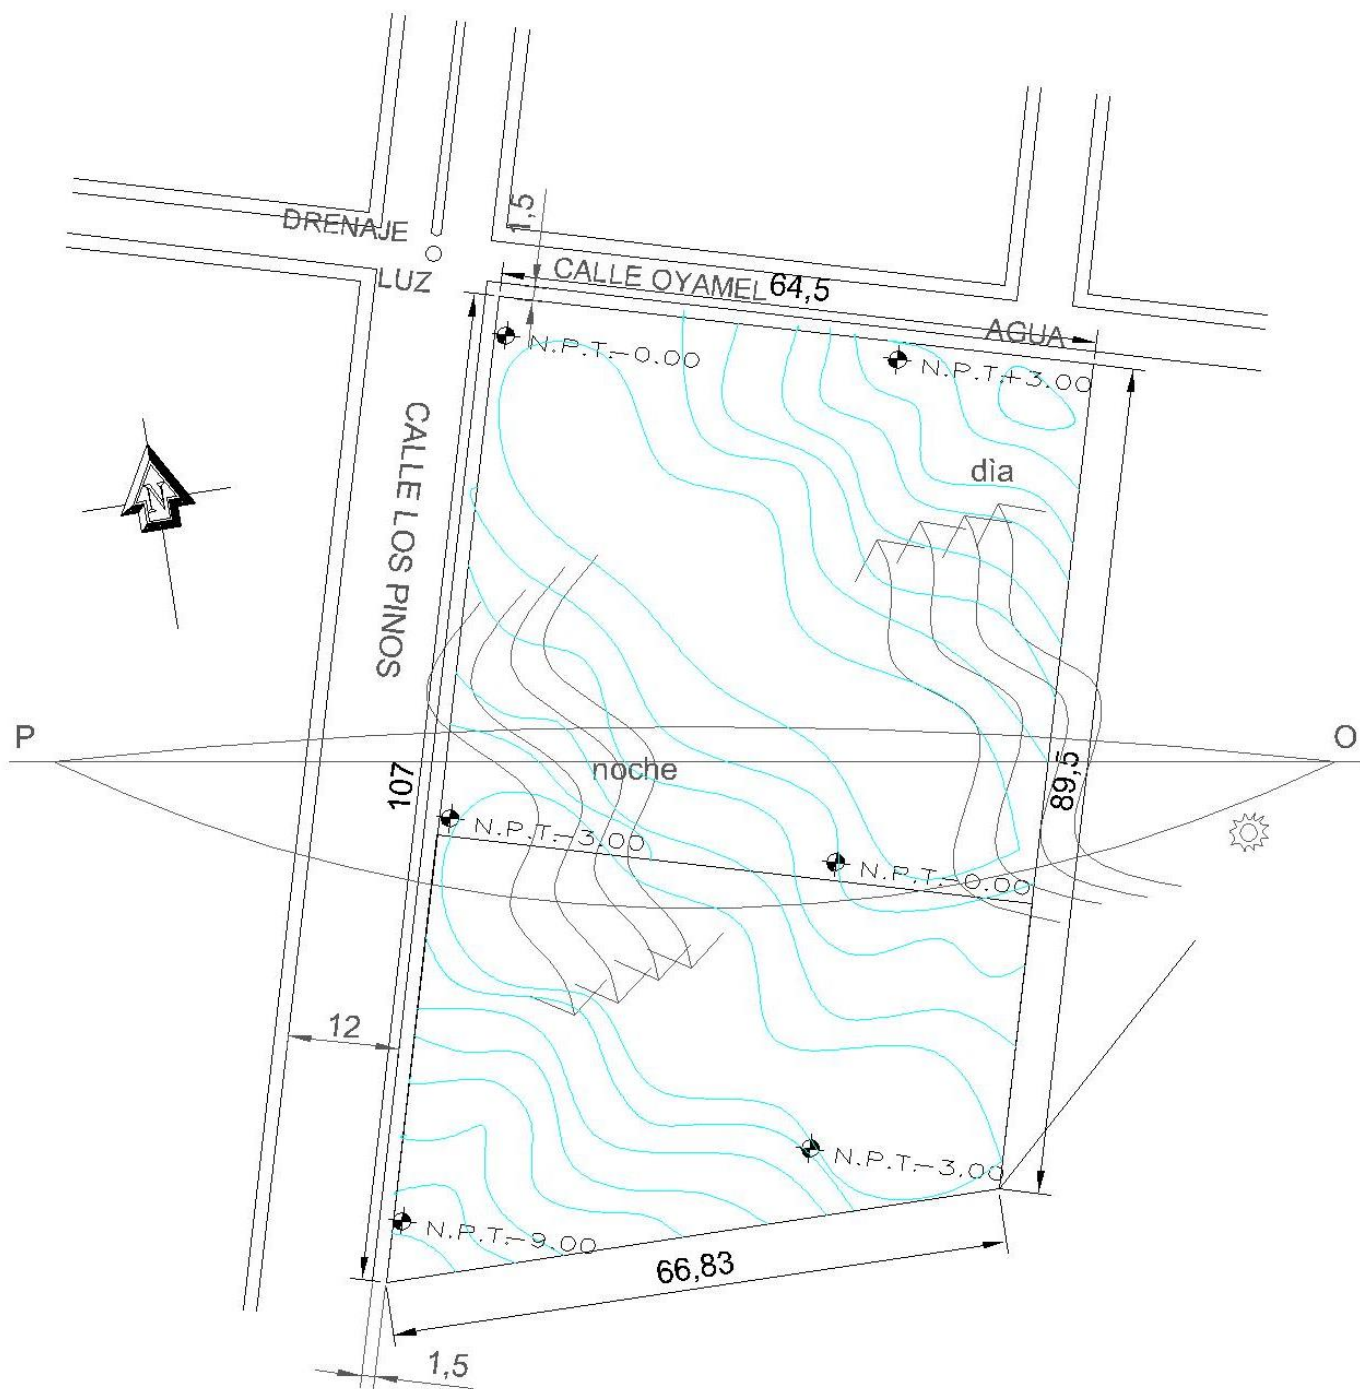 1,5
DRENAJE
LUZ
CALLE OYAMEL 64,5
AGUA
N.P.T.-0.00
N.P.T.+3.00
CALLE LOS PINOS
N
dìa
P
O
noche
107
89,5
N.P.T.-3.00
N.P.T.-0.00
12
N.P.T.-3.00
N.P.T.-9.00
66,83
1,5